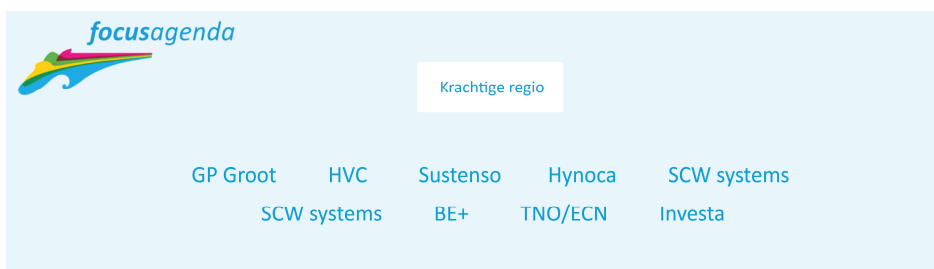 focusagenda
Krachtige regio
GP Groot HVC Sustenso Hynoca SCW systems
SCW systems BE+ TNO/ECN Investa